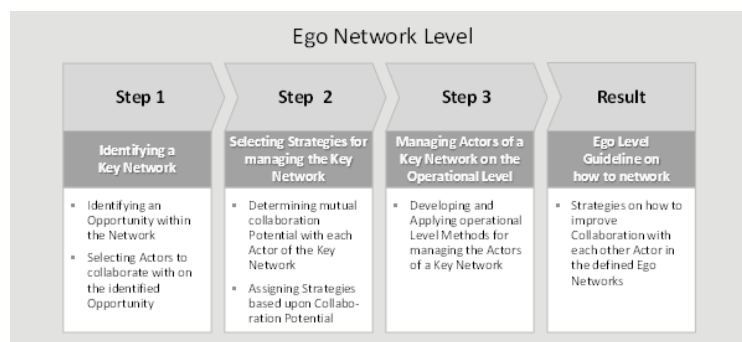 Ego Network Level
Step 1
Identifying a
Key Network
Identifying an
Opportunity within
the Network
Selecting Actors to
collaborate with on
the identified
Opportunity
Step 2
Selecting Strategies for
managing the Key
Network
Determining mutual
collaboration
Potential with each
Actor of the Key
Network
Assigning Strategies
based upon Collabo-
ration Potential
Step 3
Managing Actors of a
Key Network on the
Operational Level
Developing and
Applying operational
Level Methods for
managing the Actors
of a Key Network
Result
Ego Level
Guideline on
how to network
Strategies on how to
improve
Collaboration with
each other Actor in
the defined Ego
Networks